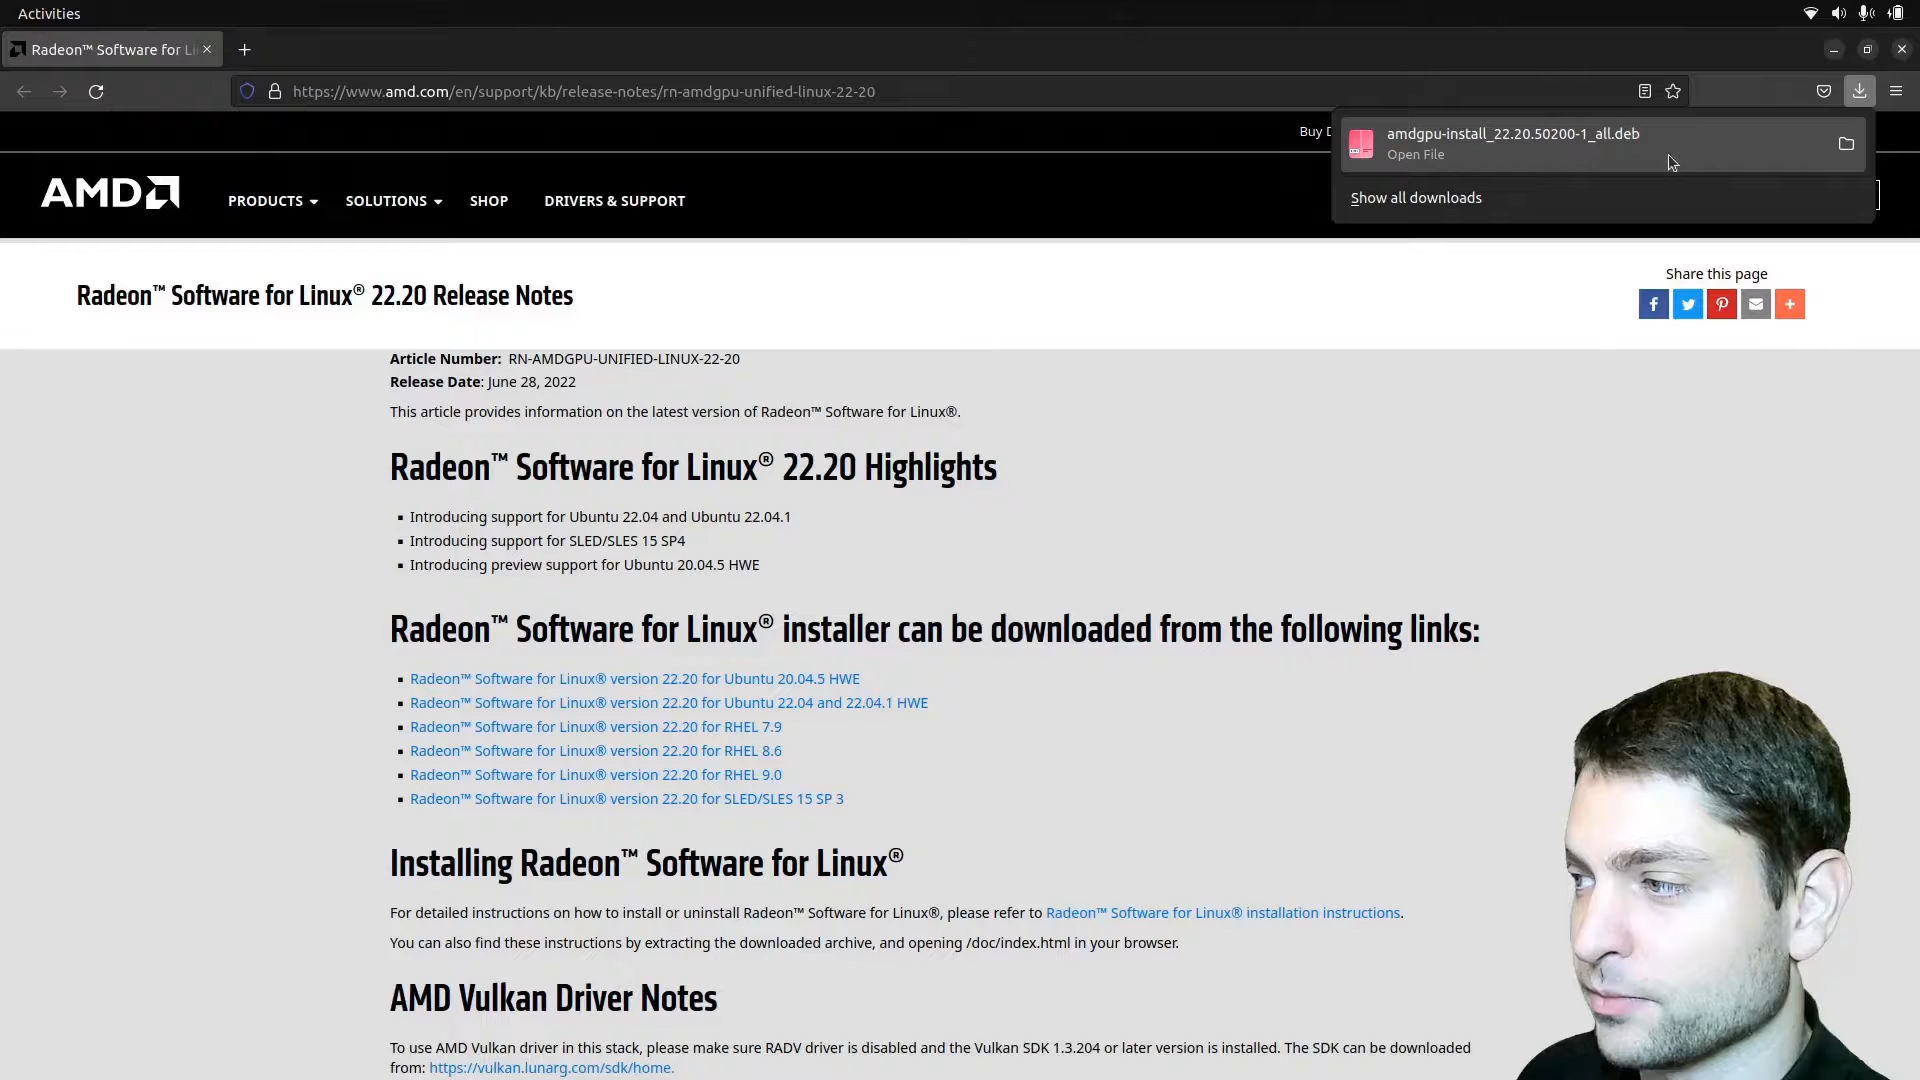 Activities
Radeon™ Software for Li
https://www.amd.com/en/support/kb/release-notes/rn-amdgpu-unified-linux-22-20
Buy D
amdgpu-install_22.20.50200-1_all.deb
Open File
Show all downloads
AMD
PRODUCTS
SOLUTIONS
SHOP
DRIVERS & SUPPORT
Radeon™ Software for Linux® 22.20 Release Notes
Share this page
Article Number: RN-AMDGPU-UNIFIED-LINUX-22-20
Release Date: June 28, 2022
This article provides information on the latest version of Radeon™ Software for Linux®.
Radeon™ Software for Linux® 22.20 Highlights
Introducing support for Ubuntu 22.04 and Ubuntu 22.04.1
Introducing support for SLED/SLES 15 SP4
Introducing preview support for Ubuntu 20.04.5 HWE
Radeon™ Software for Linux® installer can be downloaded from the following links:
Radeon™ Software for Linux® version 22.20 for Ubuntu 20.04.5 HWE
Radeon™ Software for Linux® version 22.20 for Ubuntu 22.04 and 22.04.1 HWE
Radeon™ Software for Linux® version 22.20 for RHEL 7.9
Radeon™ Software for Linux® version 22.20 for RHEL 8.6
Radeon™ Software for Linux® version 22.20 for RHEL 9.0
Radeon™ Software for Linux® version 22.20 for SLED/SLES 15 SP 3
Installing Radeon™ Software for Linux®
For detailed instructions on how to install or uninstall Radeon™ Software for Linux®, please refer to Radeon™ Software for Linux® installation instructions.
You can also find these instructions by extracting the downloaded archive, and opening /doc/index.html in your browser.
AMD Vulkan Driver Notes
To use AMD Vulkan driver in this stack, please make sure RADV driver is disabled and the Vulkan SDK 1.3.204 or later version is installed. The SDK can be downloaded
from: https://vulkan.lunarg.com/sdk/home.